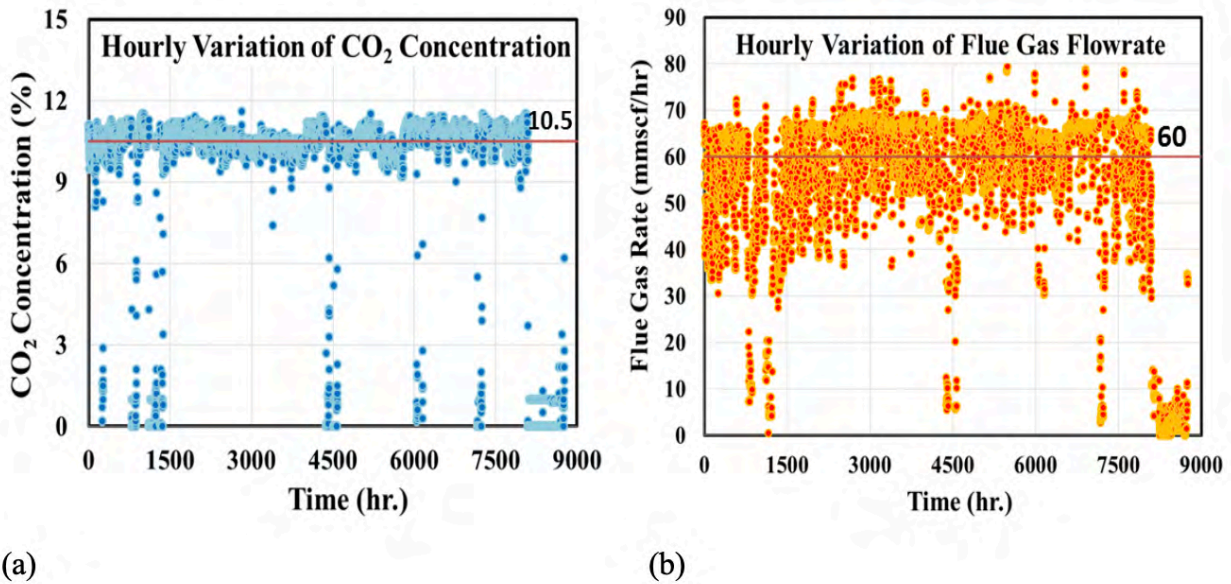 Hourly Variation of CO₂ Concentration
CO₂ Concentration (%)
15
12
9
6
3
0
10.5
0 1500 3000 4500 6000 7500 9000
Time (hr.)
(a)
Hourly Variation of Flue Gas Flowrate
Flue Gas Rate (mmscf/hr)
90
80
70
60
50
40
30
20
10
0
60
0 1500 3000 4500 6000 7500 9000
Time (hr.)
(b)